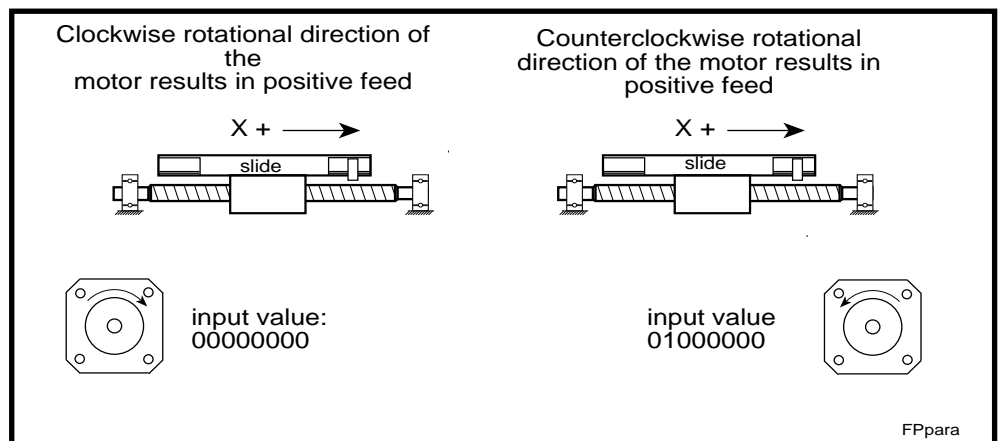 Clockwise rotational direction of
the
motor results in positive feed
X +
slide
input value:
00000000
Counterclockwise rotational
direction of the motor results in
positive feed
X +
slide
input value
01000000
FPpara